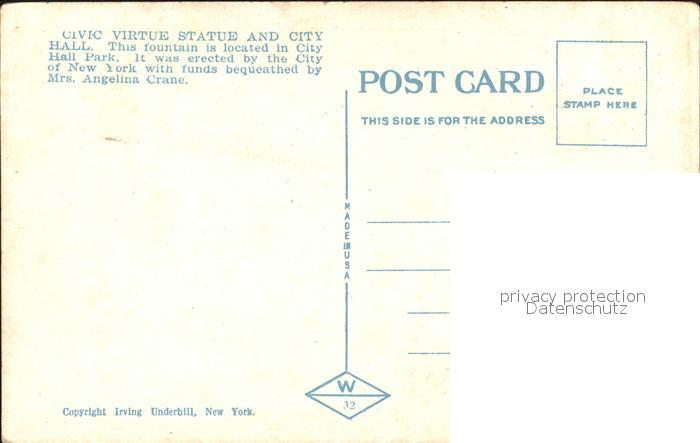 CIVIC VIRTUE STATUE AND CITY
HALL. This fountain is located in City
Hall Park. It was erected by the City
of New York with funds bequeathed by
Mrs. Angelina Crane.
POST CARD
THIS SIDE IS FOR THE ADDRESS
PLACE
STAMP HERE
MADE IN USA
privacy protection
Datenschutz
W
32
Copyright Irving Underhill, New York.